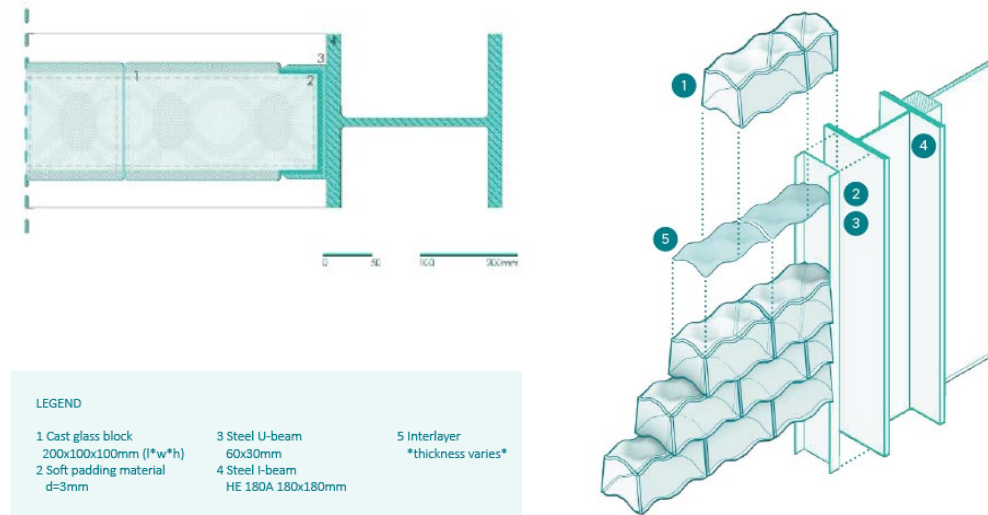 4
3
1
2
0 50 100 200mm
1
4
2
3
5
LEGEND
1 Cast glass block
200x100x100mm (l*w*h)
2 Soft padding material
d=3mm
3 Steel U-beam
60x30mm
4 Steel I-beam
HE 180A 180x180mm
5 Interlayer
*thickness varies*